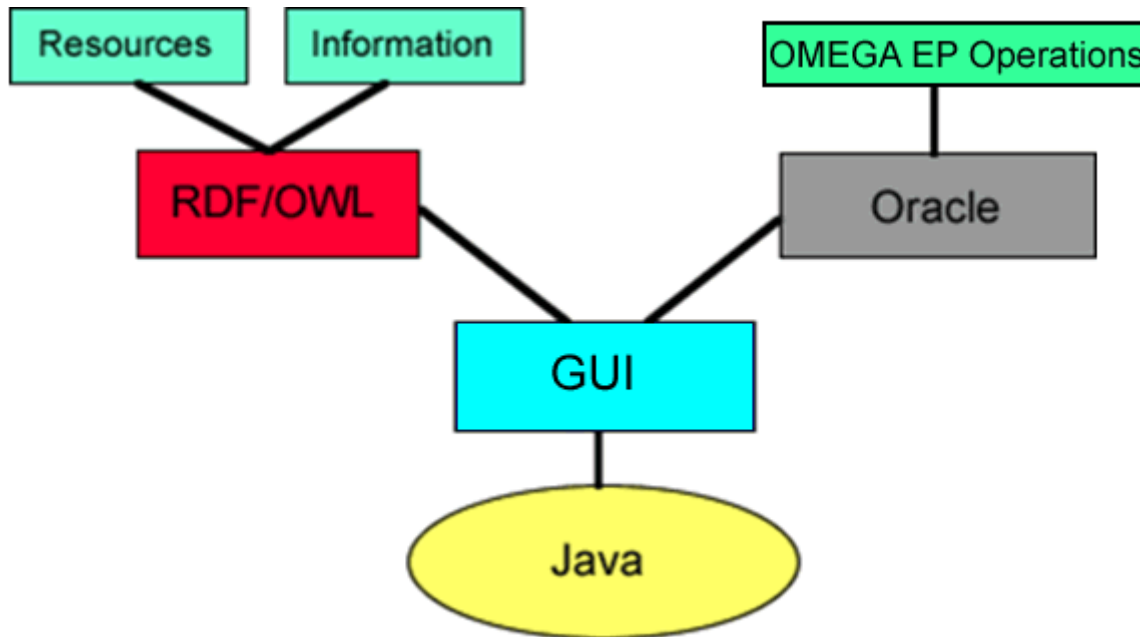 Resources
Information
OMEGA EP Operations
RDF/OWL
Oracle
GUI
Java